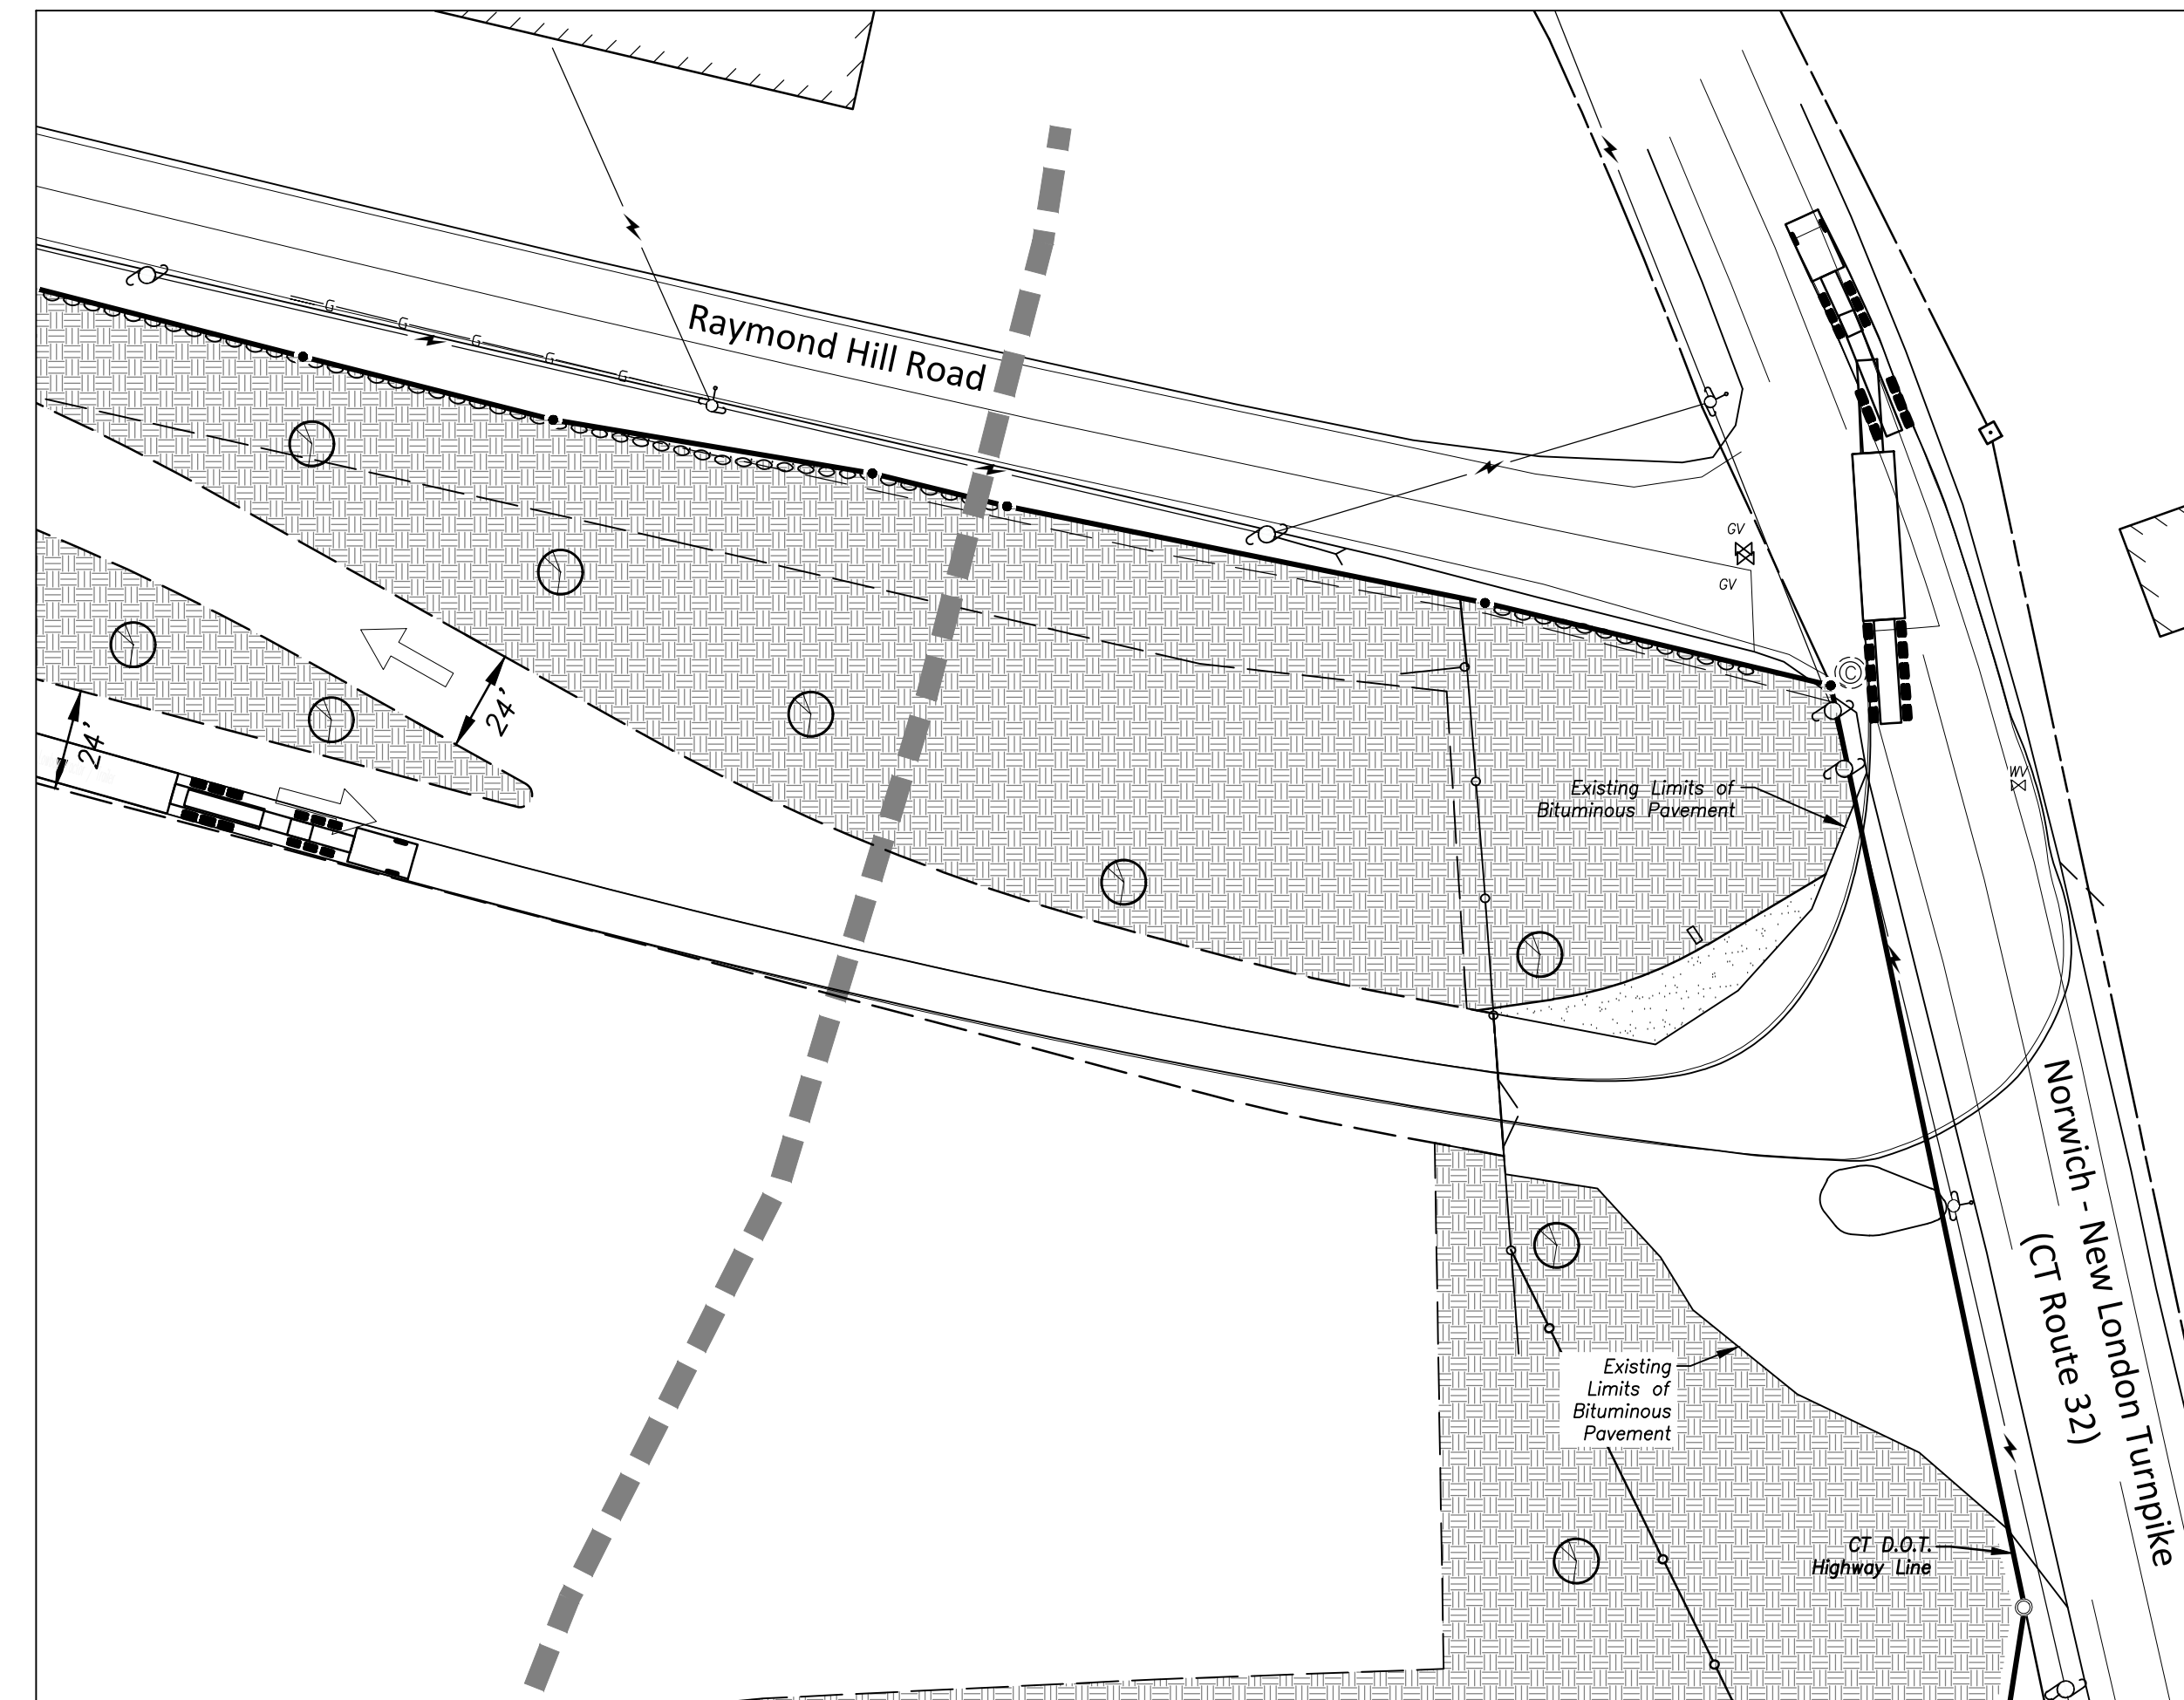 G
G
G
G
G
Raymond Hill Road
GV
GV
©
24'
24'
Existing Limits of
Bituminous Pavement
WV
Norwich - New London Turnpike
(CT Route 32)
Existing
Limits of
Bituminous
Pavement
CT D.O.T.
Highway Line